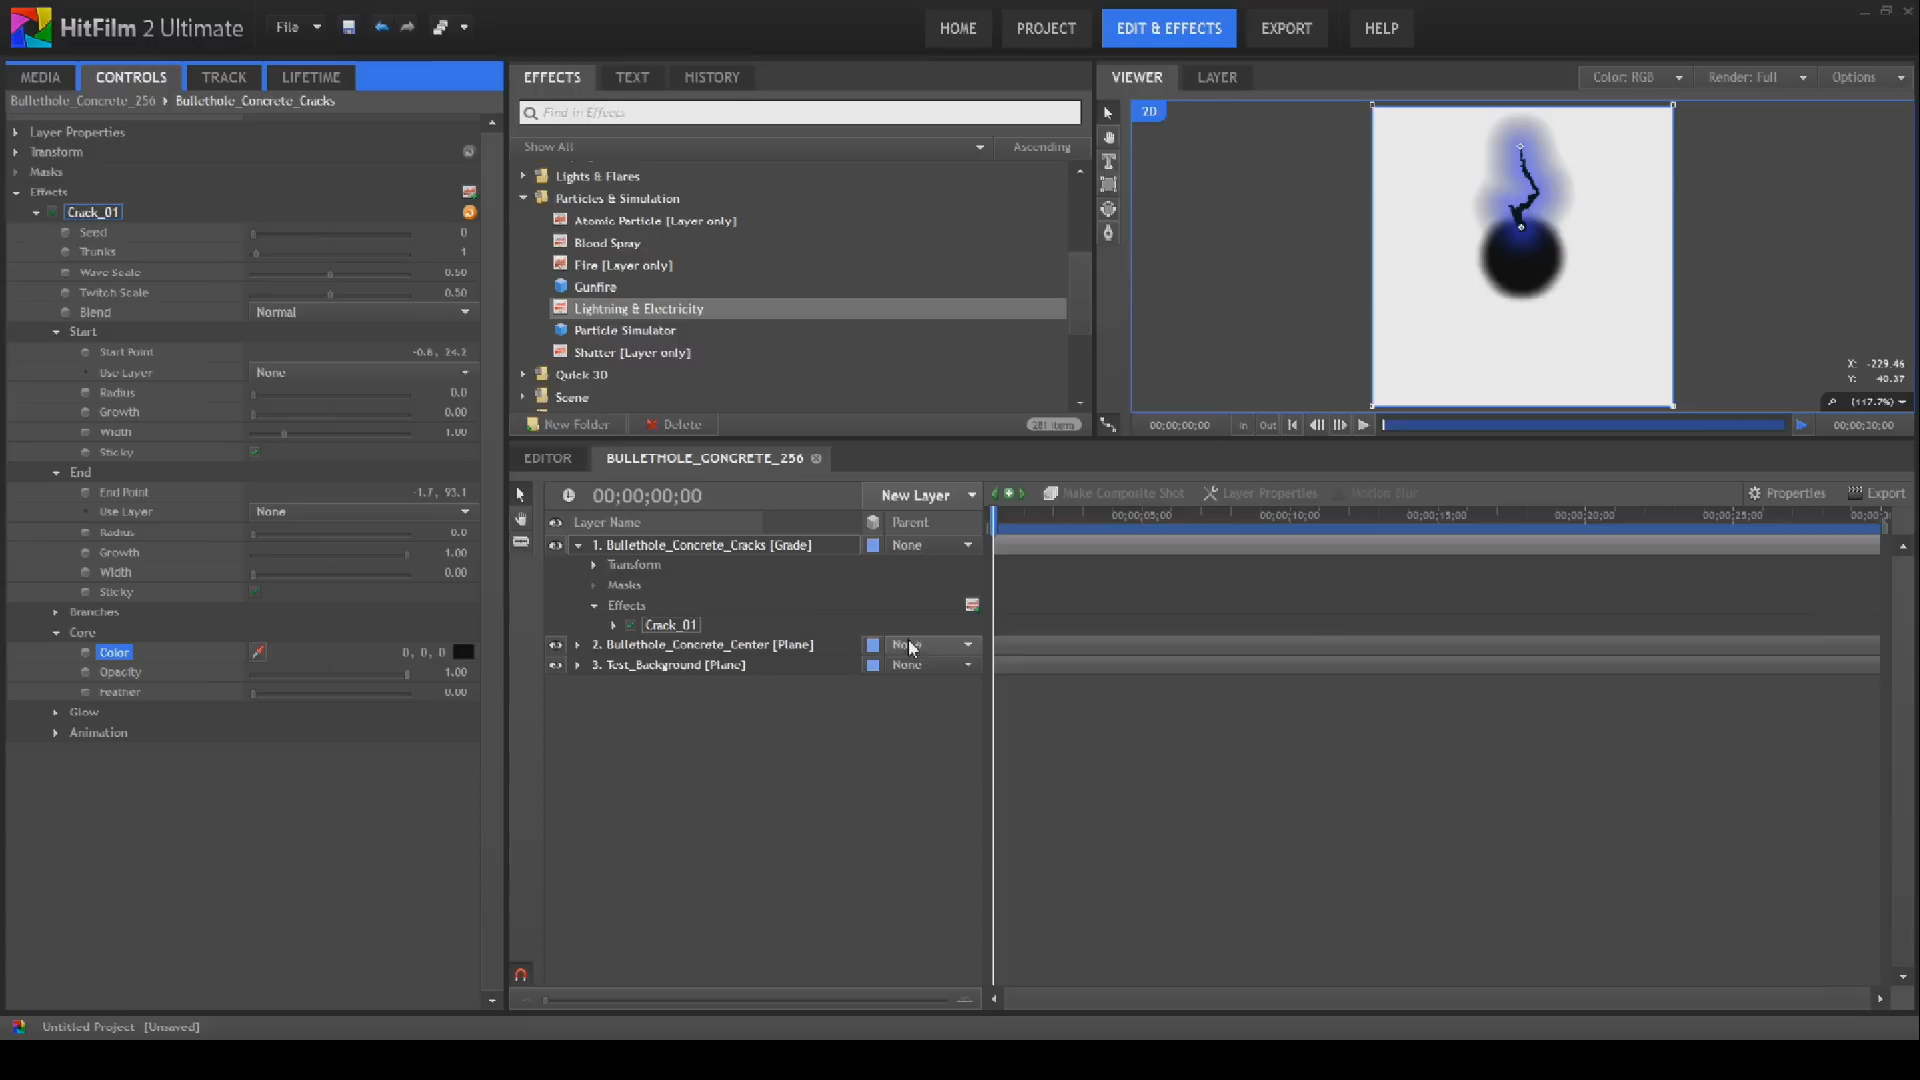 HitFilm 2 Ultimate
File
HOME
PROJECT
EDIT & EFFECTS
EXPORT
HELP
MEDIA
CONTROLS
TRACK
LIFETIME
Bullethole_Concrete_256 Bullethole_Concrete_Cracks
Layer Properties
Transform
Masks
Effects
Crack_01
Seed 0
Trunks 1
Wave Scale 0.50
Twitch Scale 0.50
Blend Normal
Start
Start Point -0.8, 24.2
Use Layer None
Radius 0.0
Growth 0.00
Width 1.00
Sticky
End
End Point -1.7, 93.1
Use Layer None
Radius 0.0
Growth 1.00
Width 0.00
Sticky
Branches
Core
Color 0, 0, 0
Opacity 1.00
Feather 0.00
Glow
Animation
EFFECTS
TEXT
HISTORY
Find in Effects
Show All
Ascending
Lights & Flares
Particles & Simulation
Atomic Particle [Layer only]
Blood Spray
Fire [Layer only]
Gunfire
Lightning & Electricity
Particle Simulator
Shatter [Layer only]
Quick 3D
Scene
New Folder
Delete
281 Items
VIEWER
LAYER
Color: RGB
Render: Full
Options
2D
X: -229.46
Y: 40.37
(117.7%)
00;00;00;00
In
Out
00;00;30;00
EDITOR
BULLETHOLE_CONCRETE_256
00;00;00;00
New Layer
Make Composite Shot
Layer Properties
Motion Blur
Properties
Export
Layer Name
Parent
00;00;05;00
00;00;10;00
00;00;15;00
00;00;20;00
00;00;25;00
1. Bullethole_Concrete_Cracks [Grade]
None
Transform
Masks
Effects
Crack_01
2. Bullethole_Concrete_Center [Plane]
3. Test_Background [Plane]
None
Untitled Project [Unsaved]